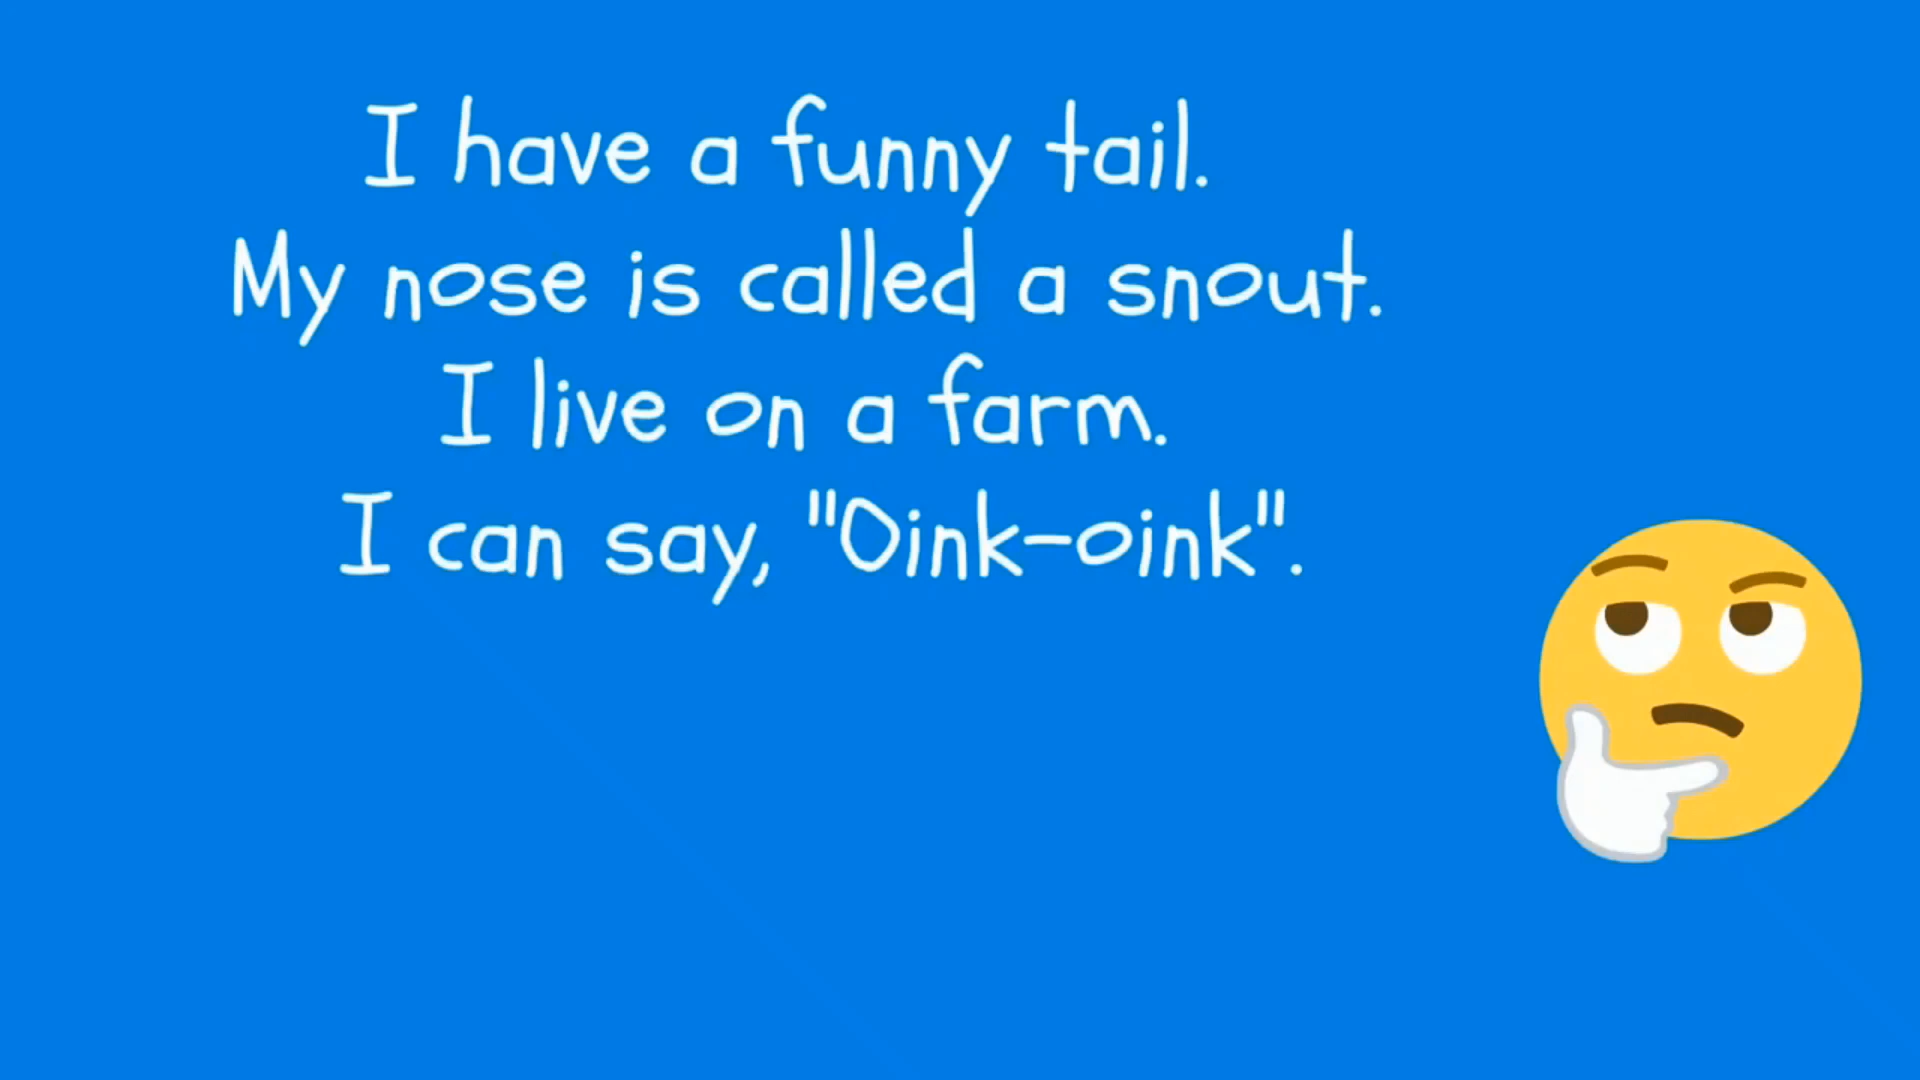 I have a funny tail.
My nose is called a snout.
I live on a farm.
I can say, "Oink-oink".